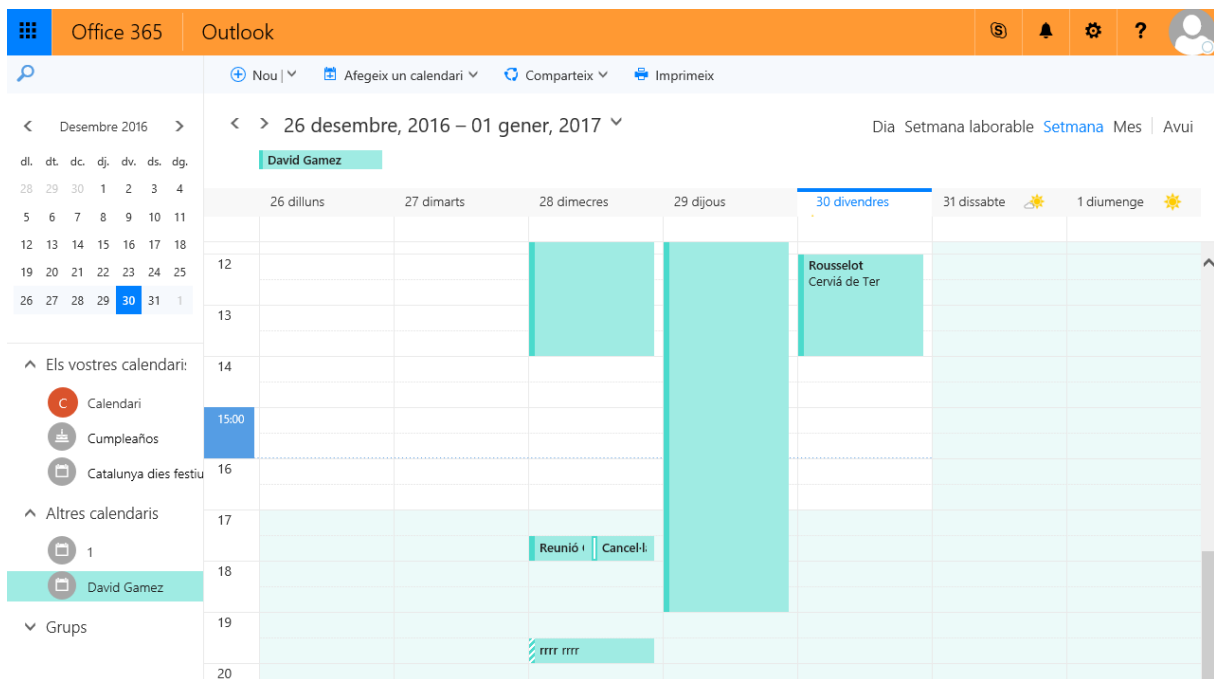 Office 365
Outlook
Nou
Afegeix un calendari
Comparteix
Imprimeix
Desembre 2016
dl. dt. dc. dj. dv. ds. dg.
28 29 30 1 2 3 4
5 6 7 8 9 10 11
12 13 14 15 16 17 18
19 20 21 22 23 24 25
26 27 28 29 30 31 1
Els vostres calendaris
C Calendari
Cumpleaños
Catalunya dies festiu
Altres calendaris
1
David Gamez
Grups
26 desembre, 2016 – 01 gener, 2017
Dia Setmana laborable Setmana Mes Avui
David Gamez
26 dilluns 27 dimarts 28 dimecres 29 dijous 30 divendres 31 dissabte 1 diumenge
12
Rousselot
Cerviá de Ter
13
14
15:00
16
17
Reunió Cancel·l
18
19
rrrr rrrr
20